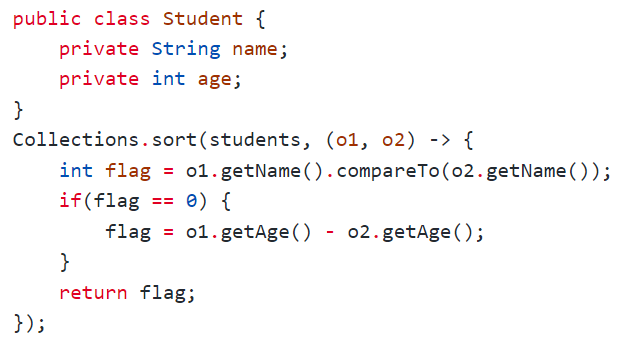 public class Student {
    private String name;
    private int age;
}
Collections.sort(students, (o1, o2) -> {
    int flag = o1.getName().compareTo(o2.getName());
    if(flag == 0) {
        flag = o1.getAge() - o2.getAge();
    }
    return flag;
});